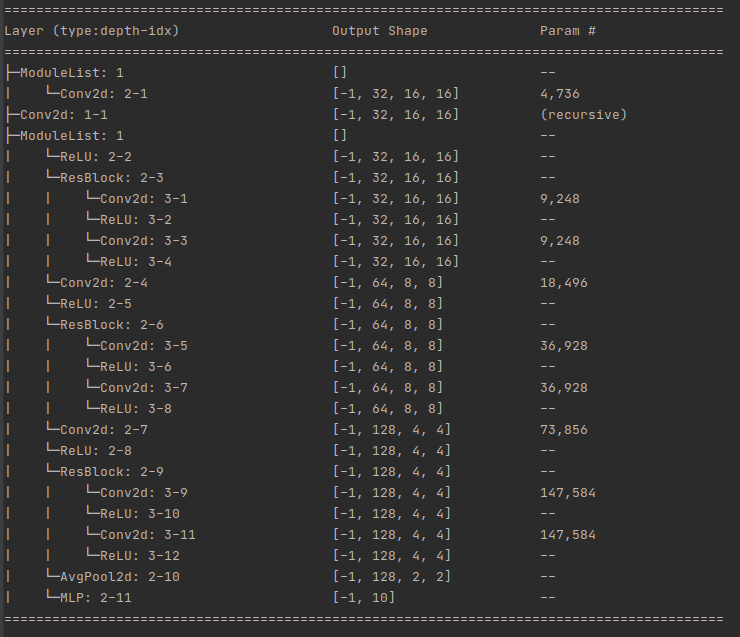 ==========================================================================================
Layer (type:depth-idx)                   Output Shape              Param #
==========================================================================================
├─ModuleList: 1                          []                        --
|    └─Conv2d: 2-1                       [-1, 32, 16, 16]          4,736
├─Conv2d: 1-1                            [-1, 32, 16, 16]          (recursive)
├─ModuleList: 1                          []                        --
|    └─ReLU: 2-2                         [-1, 32, 16, 16]          --
|    └─ResBlock: 2-3                     [-1, 32, 16, 16]          --
|    |    └─Conv2d: 3-1                  [-1, 32, 16, 16]          9,248
|    |    └─ReLU: 3-2                    [-1, 32, 16, 16]          --
|    |    └─Conv2d: 3-3                  [-1, 32, 16, 16]          9,248
|    |    └─ReLU: 3-4                    [-1, 32, 16, 16]          --
|    └─Conv2d: 2-4                       [-1, 64, 8, 8]            18,496
|    └─ReLU: 2-5                         [-1, 64, 8, 8]            --
|    └─ResBlock: 2-6                     [-1, 64, 8, 8]            --
|    |    └─Conv2d: 3-5                  [-1, 64, 8, 8]            36,928
|    |    └─ReLU: 3-6                    [-1, 64, 8, 8]            --
|    |    └─Conv2d: 3-7                  [-1, 64, 8, 8]            36,928
|    |    └─ReLU: 3-8                    [-1, 64, 8, 8]            --
|    └─Conv2d: 2-7                       [-1, 128, 4, 4]           73,856
|    └─ReLU: 2-8                         [-1, 128, 4, 4]           --
|    └─ResBlock: 2-9                     [-1, 128, 4, 4]           --
|    |    └─Conv2d: 3-9                  [-1, 128, 4, 4]           147,584
|    |    └─ReLU: 3-10                   [-1, 128, 4, 4]           --
|    |    └─Conv2d: 3-11                 [-1, 128, 4, 4]           147,584
|    |    └─ReLU: 3-12                   [-1, 128, 4, 4]           --
|    └─AvgPool2d: 2-10                   [-1, 128, 2, 2]           --
|    └─MLP: 2-11                         [-1, 10]                  --
==========================================================================================